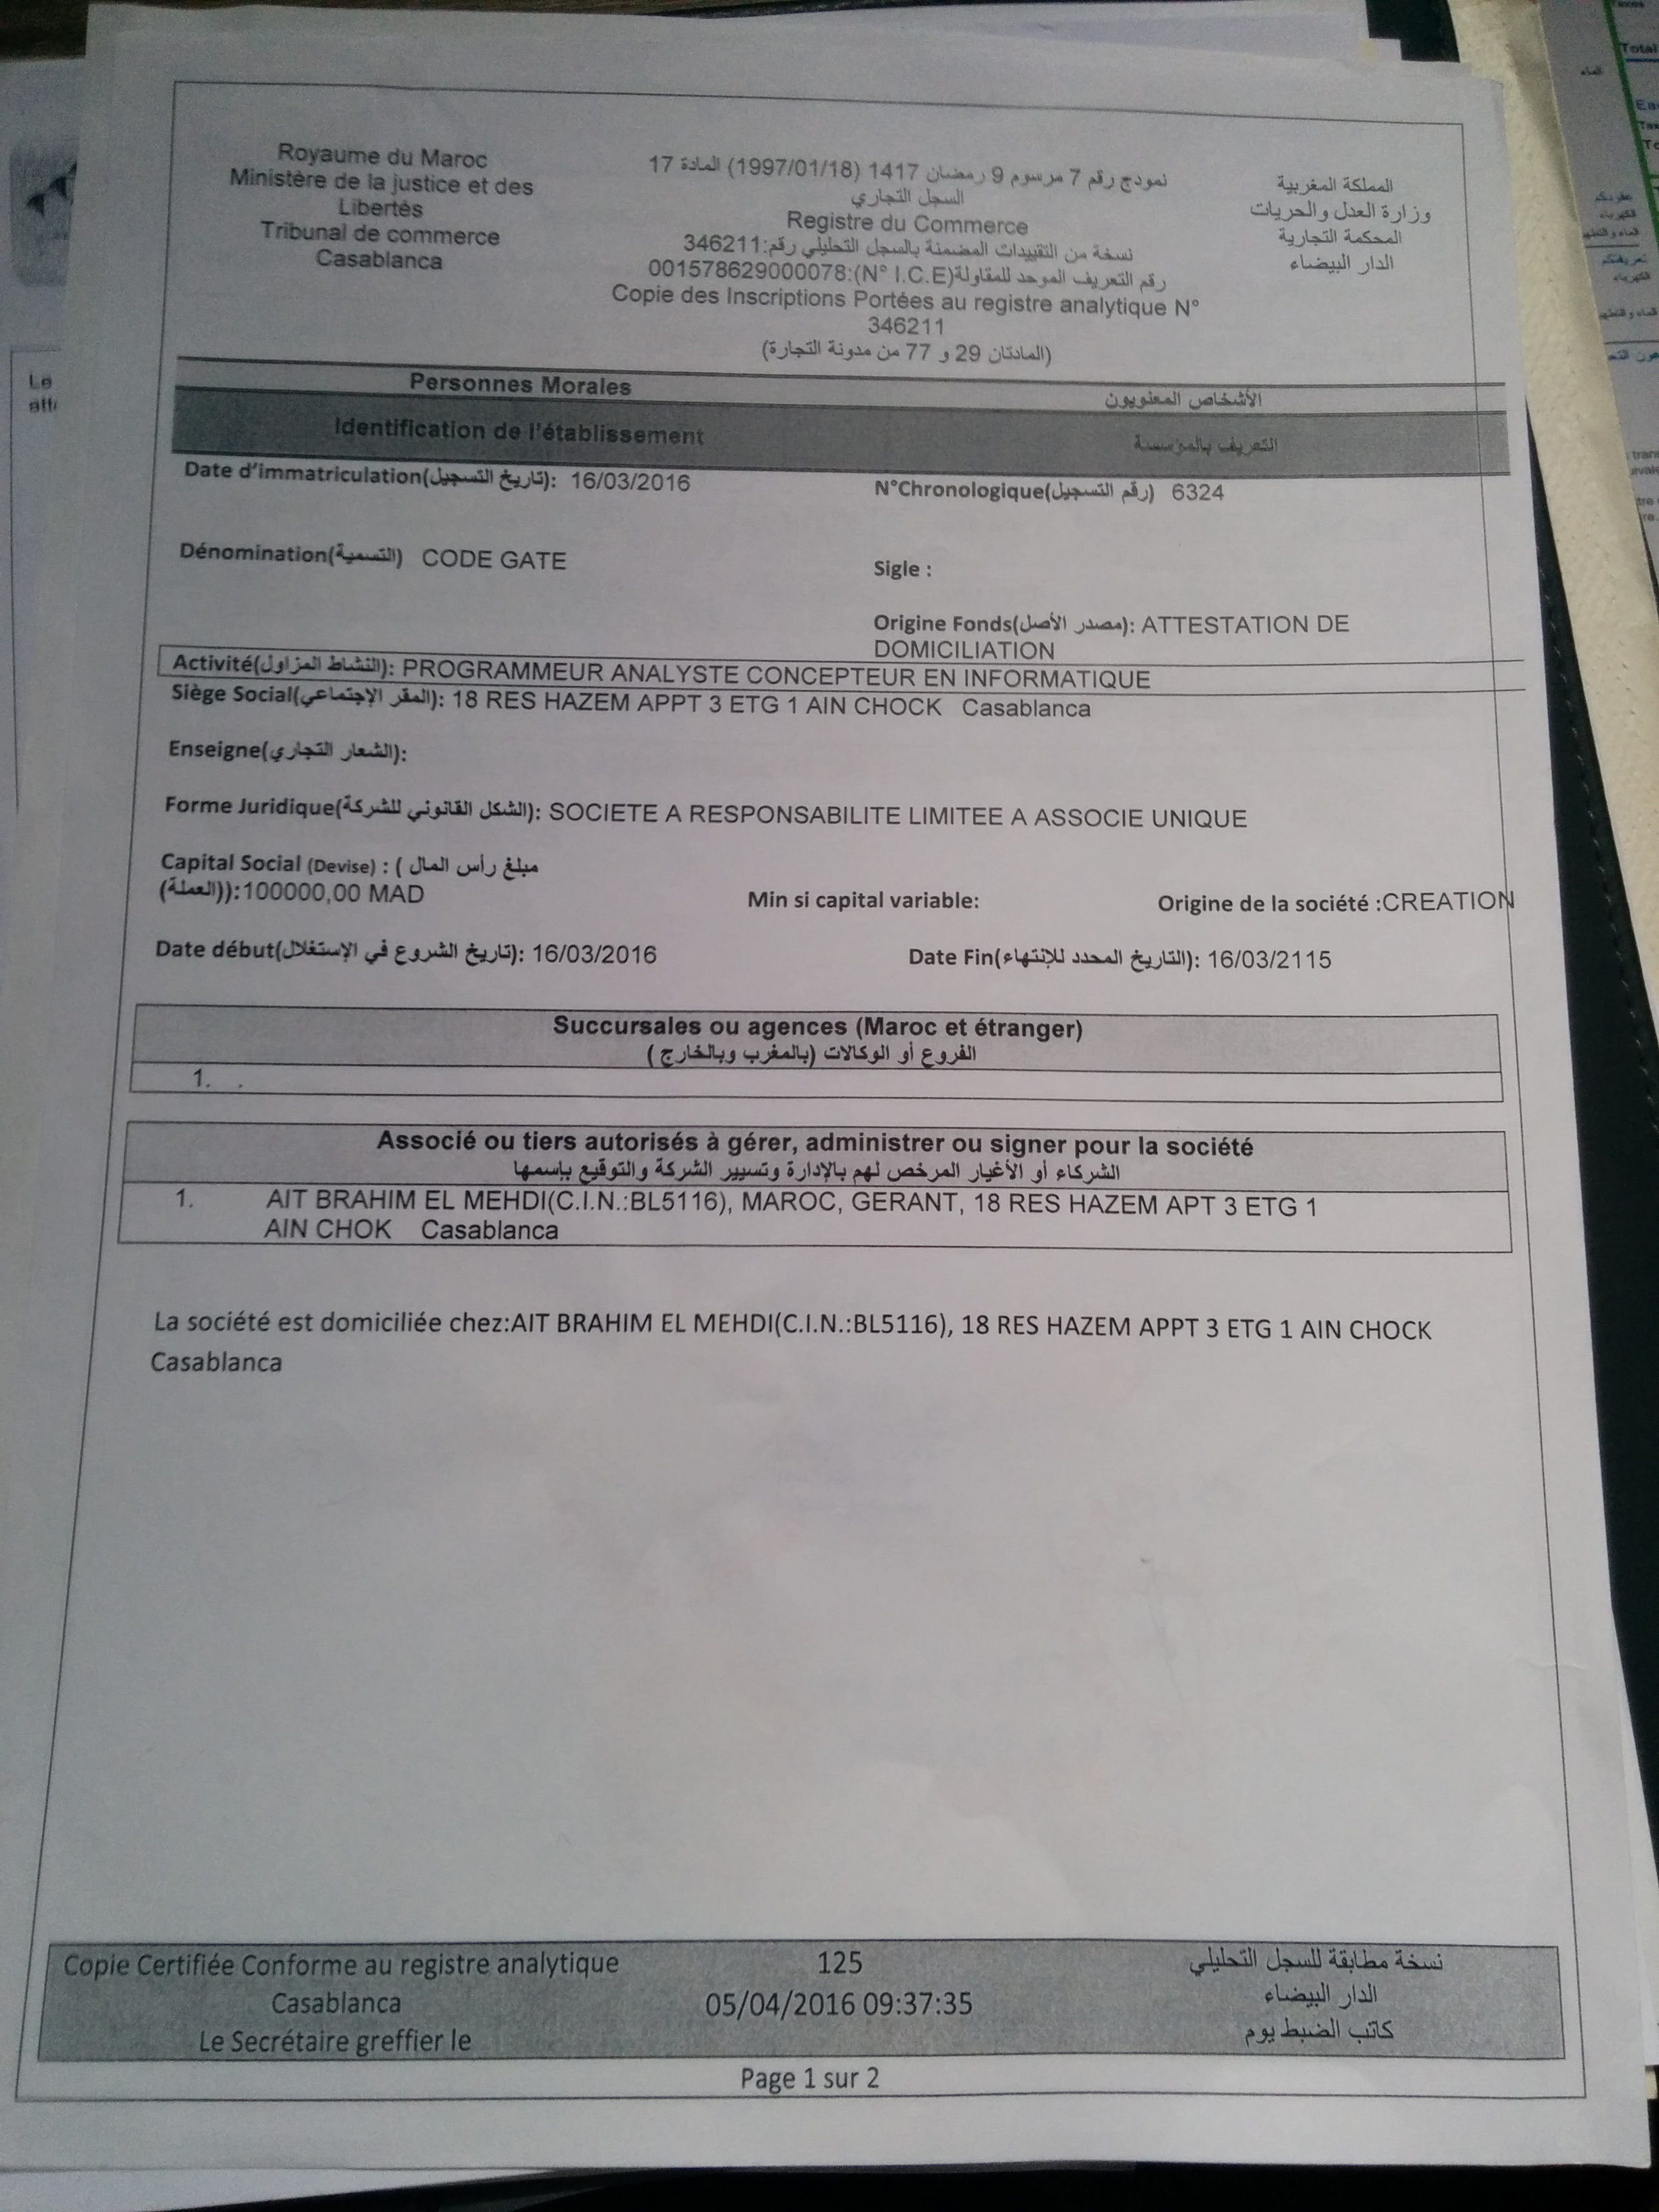 Royaume du Maroc
Ministère de la justice et des
Libertés
Tribunal de commerce
Casablanca
نمودج رقم 7 مرسوم 9 رمضان 1417 (1997/01/18) المادة 17
السجل التجاري
Registre du Commerce
نسخة من التقييدات المضمنة بالسجل التحليلي رقم:346211
رقم التعريف الموحد للمقاولة(N° I.C.E):001578629000078
Copie des Inscriptions Portées au registre analytique N°
346211
(المادتان 29 و 77 من مدونة التجارة)
المملكة المغربية
وزارة العدل والحريات
المحكمة التجارية
الدار البيضاء
Personnes Morales الأشخاص المعنويون
Identification de l'établissement التعريف بالمؤسسة
Date d'immatriculation(تاريخ التسجيل): 16/03/2016 N°Chronologique(رقم التسجيل) 6324
Dénomination(التسمية) CODE GATE Sigle :
Origine Fonds(مصدر الأصل): ATTESTATION DE
DOMICILIATION
Activité(النشاط المزاول): PROGRAMMEUR ANALYSTE CONCEPTEUR EN INFORMATIQUE
Siège Social(المقر الإجتماعي): 18 RES HAZEM APPT 3 ETG 1 AIN CHOCK Casablanca
Enseigne(الشعار التجاري):
Forme Juridique(الشكل القانوني للشركة): SOCIETE A RESPONSABILITE LIMITEE A ASSOCIE UNIQUE
Capital Social (Devise) : ( مبلغ رأس المال
(العملة)):100000,00 MAD Min si capital variable: Origine de la société :CREATION
Date début(تاريخ الشروع في الإستغلال): 16/03/2016 Date Fin(التاريخ المحدد للإنتهاء): 16/03/2115
Succursales ou agences (Maroc et étranger)
الفروع أو الوكالات (بالمغرب وبالخارج )
1. .
Associé ou tiers autorisés à gérer, administrer ou signer pour la société
الشركاء أو الأغيار المرخص لهم بالإدارة وتسيير الشركة والتوقيع بإسمها
1. AIT BRAHIM EL MEHDI(C.I.N.:BL5116), MAROC, GERANT, 18 RES HAZEM APT 3 ETG 1
AIN CHOK Casablanca
La société est domiciliée chez:AIT BRAHIM EL MEHDI(C.I.N.:BL5116), 18 RES HAZEM APPT 3 ETG 1 AIN CHOCK
Casablanca
Copie Certifiée Conforme au registre analytique 125 نسخة مطابقة للسجل التحليلي
Casablanca 05/04/2016 09:37:35 الدار البيضاء
Le Secrétaire greffier le كاتب الضبط يوم
Page 1 sur 2
Total